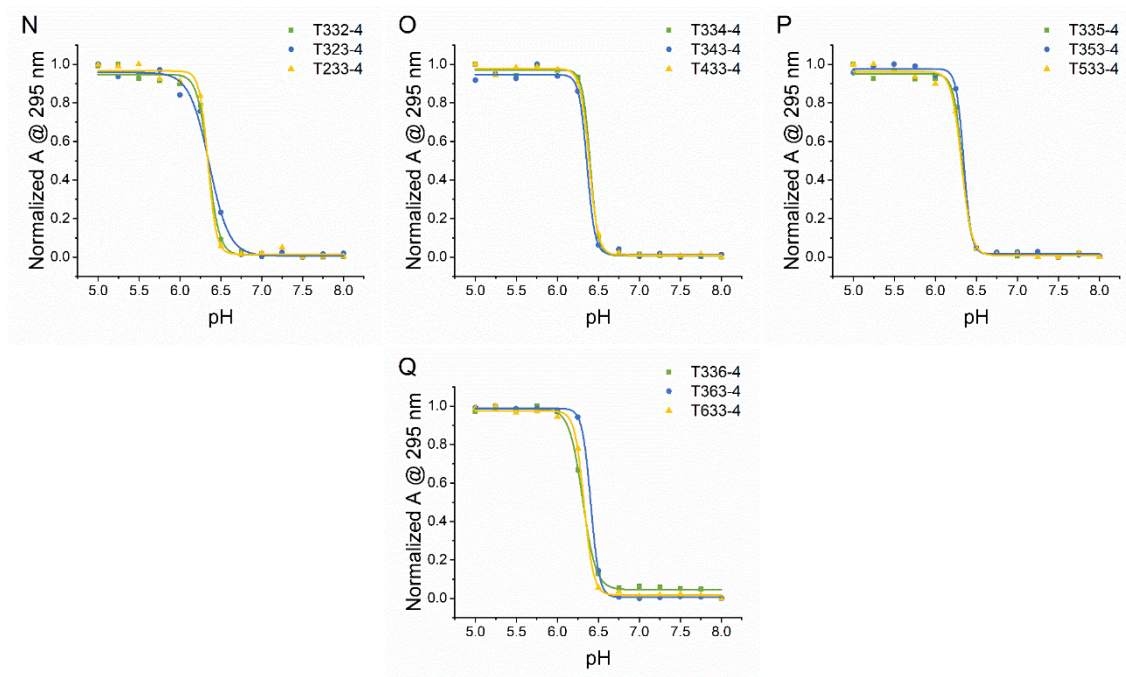 N
T332-4
T323-4
T233-4
Normalized A @ 295 nm
1.0
0.8
0.6
0.4
0.2
0.0
5.0 5.5 6.0 6.5 7.0 7.5 8.0
pH
O
T334-4
T343-4
T433-4
Normalized A @ 295 nm
1.0
0.8
0.6
0.4
0.2
0.0
5.0 5.5 6.0 6.5 7.0 7.5 8.0
pH
P
T335-4
T353-4
T533-4
Normalized A @ 295 nm
1.0
0.8
0.6
0.4
0.2
0.0
5.0 5.5 6.0 6.5 7.0 7.5 8.0
pH
Q
T336-4
T363-4
T633-4
Normalized A @ 295 nm
1.0
0.8
0.6
0.4
0.2
0.0
5.0 5.5 6.0 6.5 7.0 7.5 8.0
pH